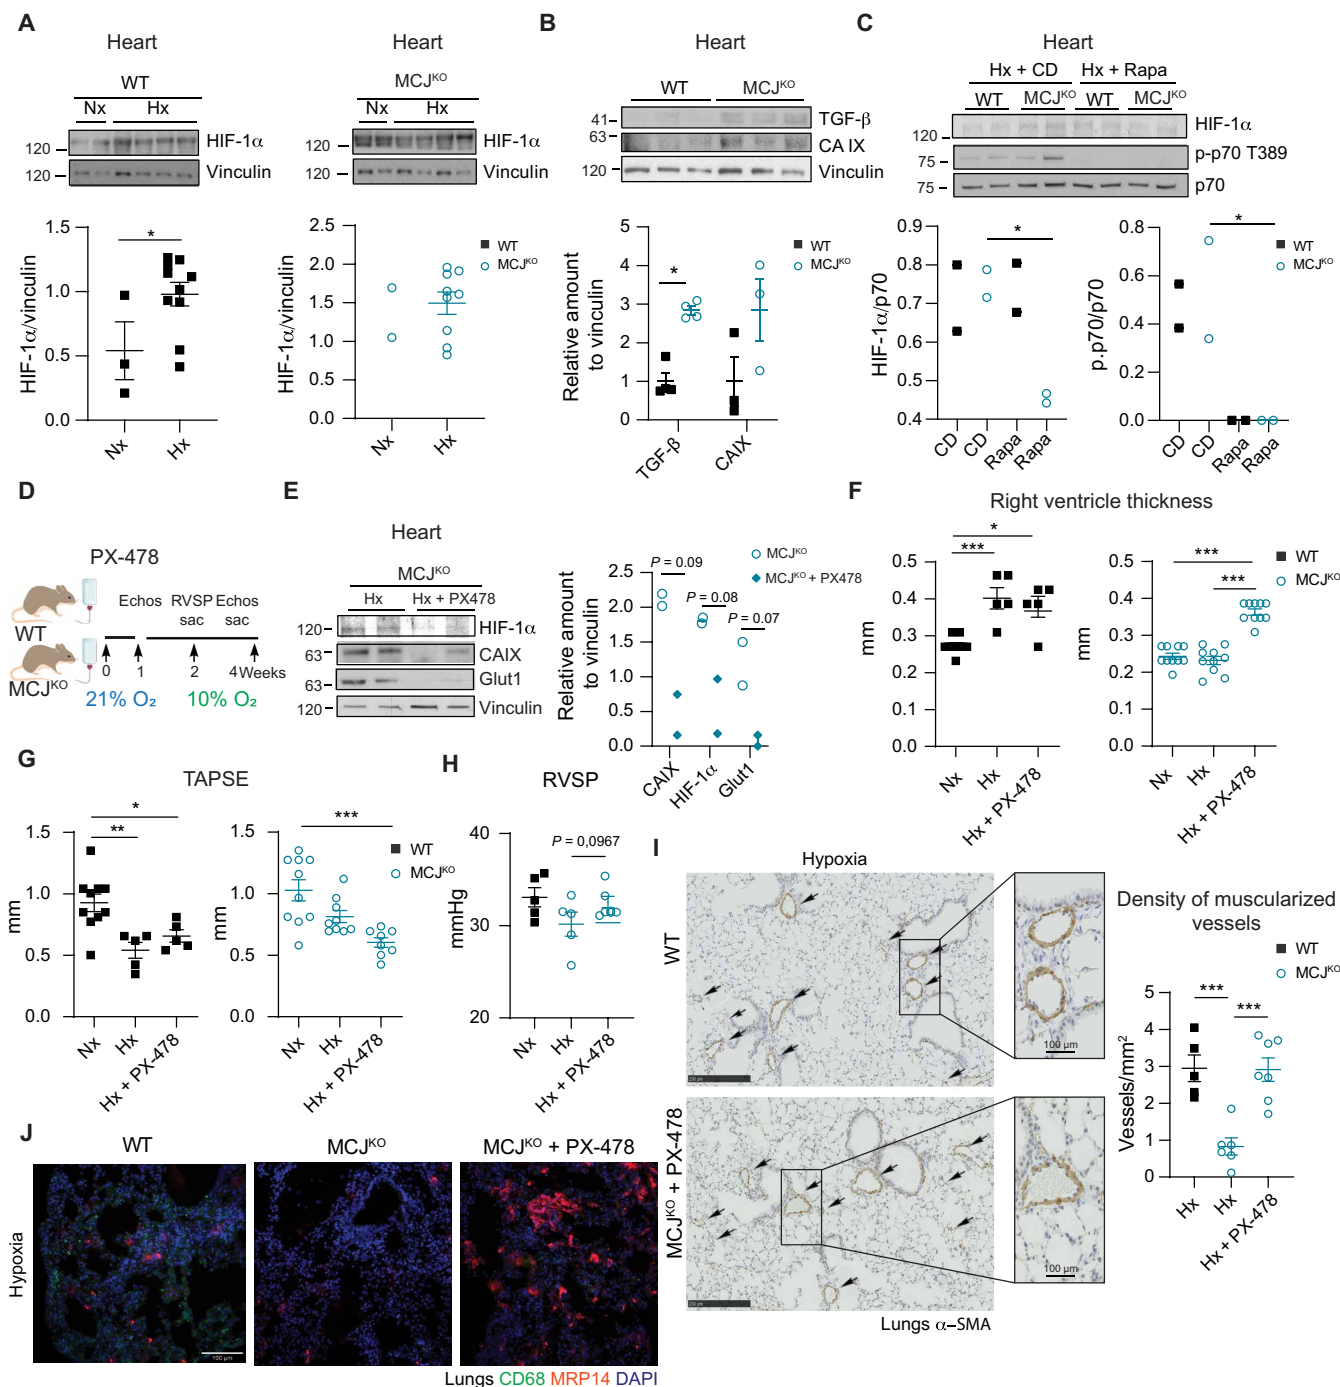 A
Heart
WT
Nx
Hx
120
HIF-1α
120
Vinculin
HIF-1α/vinculin
1.5
1.0
0.5
0.0
*
Nx
Hx
Heart
MCJKO
Nx
Hx
120
HIF-1α
120
Vinculin
HIF-1α/vinculin
2.5
2.0
1.5
1.0
0.5
0.0
WT
MCJKO
Nx
Hx
B
Heart
WT
MCJKO
41
TGF-β
63
CA IX
120
Vinculin
Relative amount
to vinculin
5
4
3
2
1
0
*
WT
MCJKO
TGF-β
CAIX
C
Heart
Hx + CD
Hx + Rapa
WT
MCJKO
WT
MCJKO
120
HIF-1α
75
p-p70 T389
75
p70
HIF-1α/p70
0.9
0.8
0.7
0.6
0.5
0.4
*
CD
CD
Rapa
Rapa
p.p70/p70
0.8
0.6
0.4
0.2
0.0
*
WT
MCJKO
CD
CD
Rapa
Rapa
D
PX-478
WT
MCJKO
Echos
RVSP
sac
Echos
sac
0
1
2
4Weeks
21% O₂
10% O₂
E
Heart
MCJKO
Hx
Hx + PX478
120
HIF-1α
63
CAIX
63
Glut1
120
Vinculin
Relative amount
to vinculin
2.5
2.0
1.5
1.0
0.5
0.0
P = 0.09
P = 0.08
P = 0.07
MCJKO
MCJKO + PX478
CAIX
HIF-1α
Glut1
F
Right ventricle thickness
mm
0.5
0.4
0.3
0.2
0.1
0.0
*
***
Nx
Hx
Hx + PX-478
mm
0.5
0.4
0.3
0.2
0.1
0.0
***
***
WT
MCJKO
Nx
Hx
Hx + PX-478
G
TAPSE
mm
1.5
1.0
0.5
0.0
*
**
Nx
Hx
Hx + PX-478
mm
1.5
1.0
0.5
0.0
***
WT
MCJKO
Nx
Hx
Hx + PX-478
H
RVSP
mmHg
40
30
20
P = 0,0967
Nx
Hx
Hx + PX-478
I
Hypoxia
WT
100 µm
MCJKO + PX-478
100 µm
Lungs α-SMA
Density of muscularized
vessels
WT
MCJKO
Vessels/mm²
5
4
3
2
1
0
***
***
Hx
Hx
Hx + PX-478
J
WT
MCJKO
MCJKO + PX-478
Hypoxia
100 µm
Lungs CD68 MRP14 DAPI